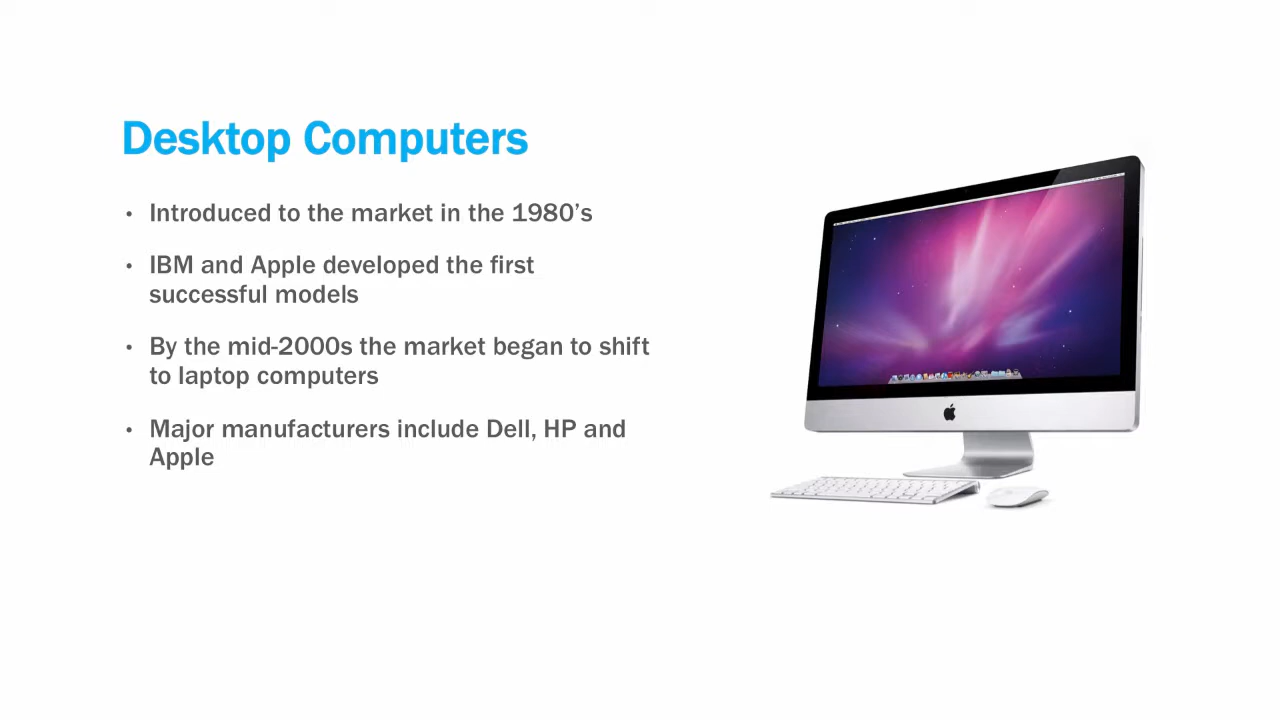 Desktop Computers
• Introduced to the market in the 1980’s
• IBM and Apple developed the first
successful models
• By the mid-2000s the market began to shift
to laptop computers
• Major manufacturers include Dell, HP and
Apple